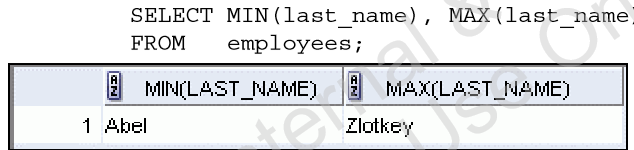 SELECT MIN(last_name), MAX(last_name)
FROM employees;
MIN(LAST_NAME) MAX(LAST_NAME)
1 Abel Zlotkey